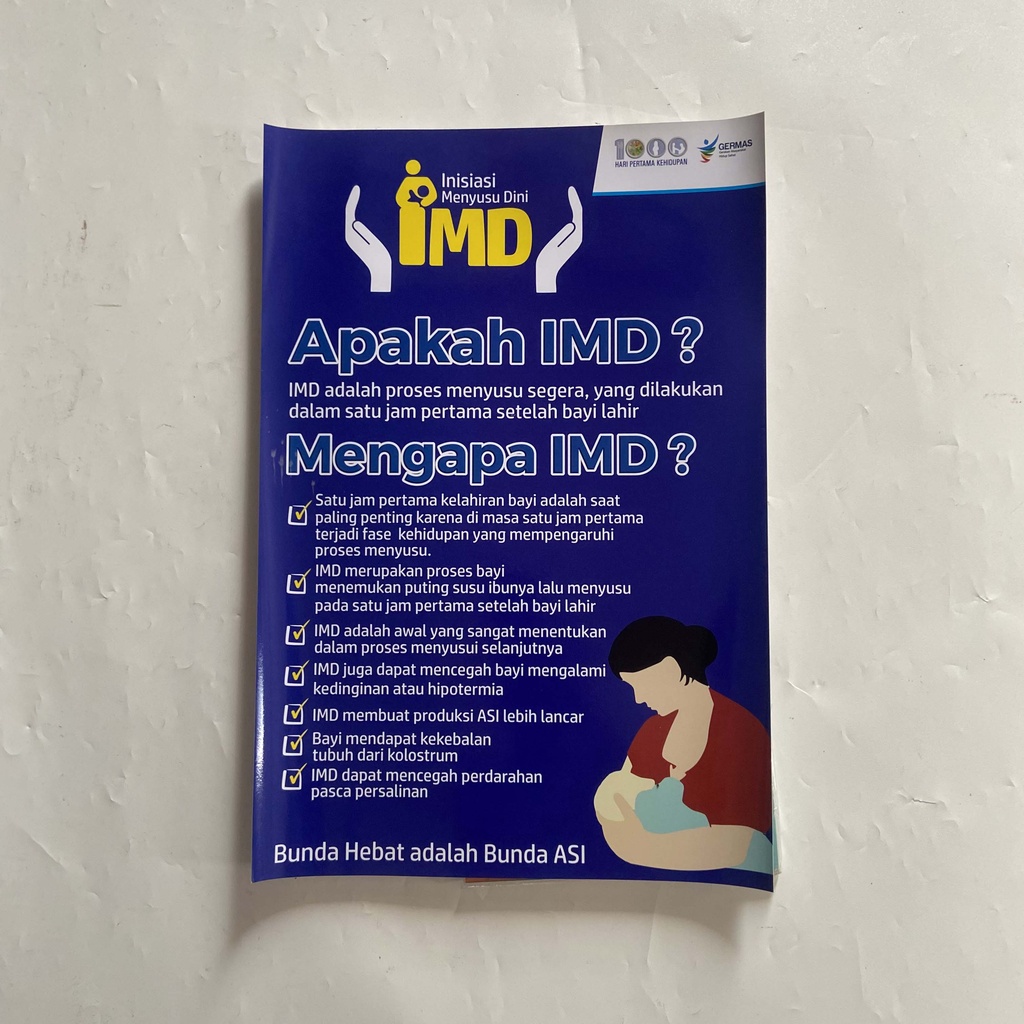 1000
HARI PERTAMA KEHIDUPAN
GERMAS
Inisiasi
Menyusu Dini
IMD
Apakah IMD ?
IMD adalah proses menyusu segera, yang dilakukan
dalam satu jam pertama setelah bayi lahir
Mengapa IMD ?
Satu jam pertama kelahiran bayi adalah saat
paling penting karena di masa satu jam pertama
terjadi fase kehidupan yang mempengaruhi
proses menyusu.
IMD merupakan proses bayi
menemukan puting susu ibunya lalu menyusu
pada satu jam pertama setelah bayi lahir
IMD adalah awal yang sangat menentukan
dalam proses menyusui selanjutnya
IMD juga dapat mencegah bayi mengalami
kedinginan atau hipotermia
IMD membuat produksi ASI lebih lancar
Bayi mendapat kekebalan
tubuh dari kolostrum
IMD dapat mencegah perdarahan
pasca persalinan
Bunda Hebat adalah Bunda ASI